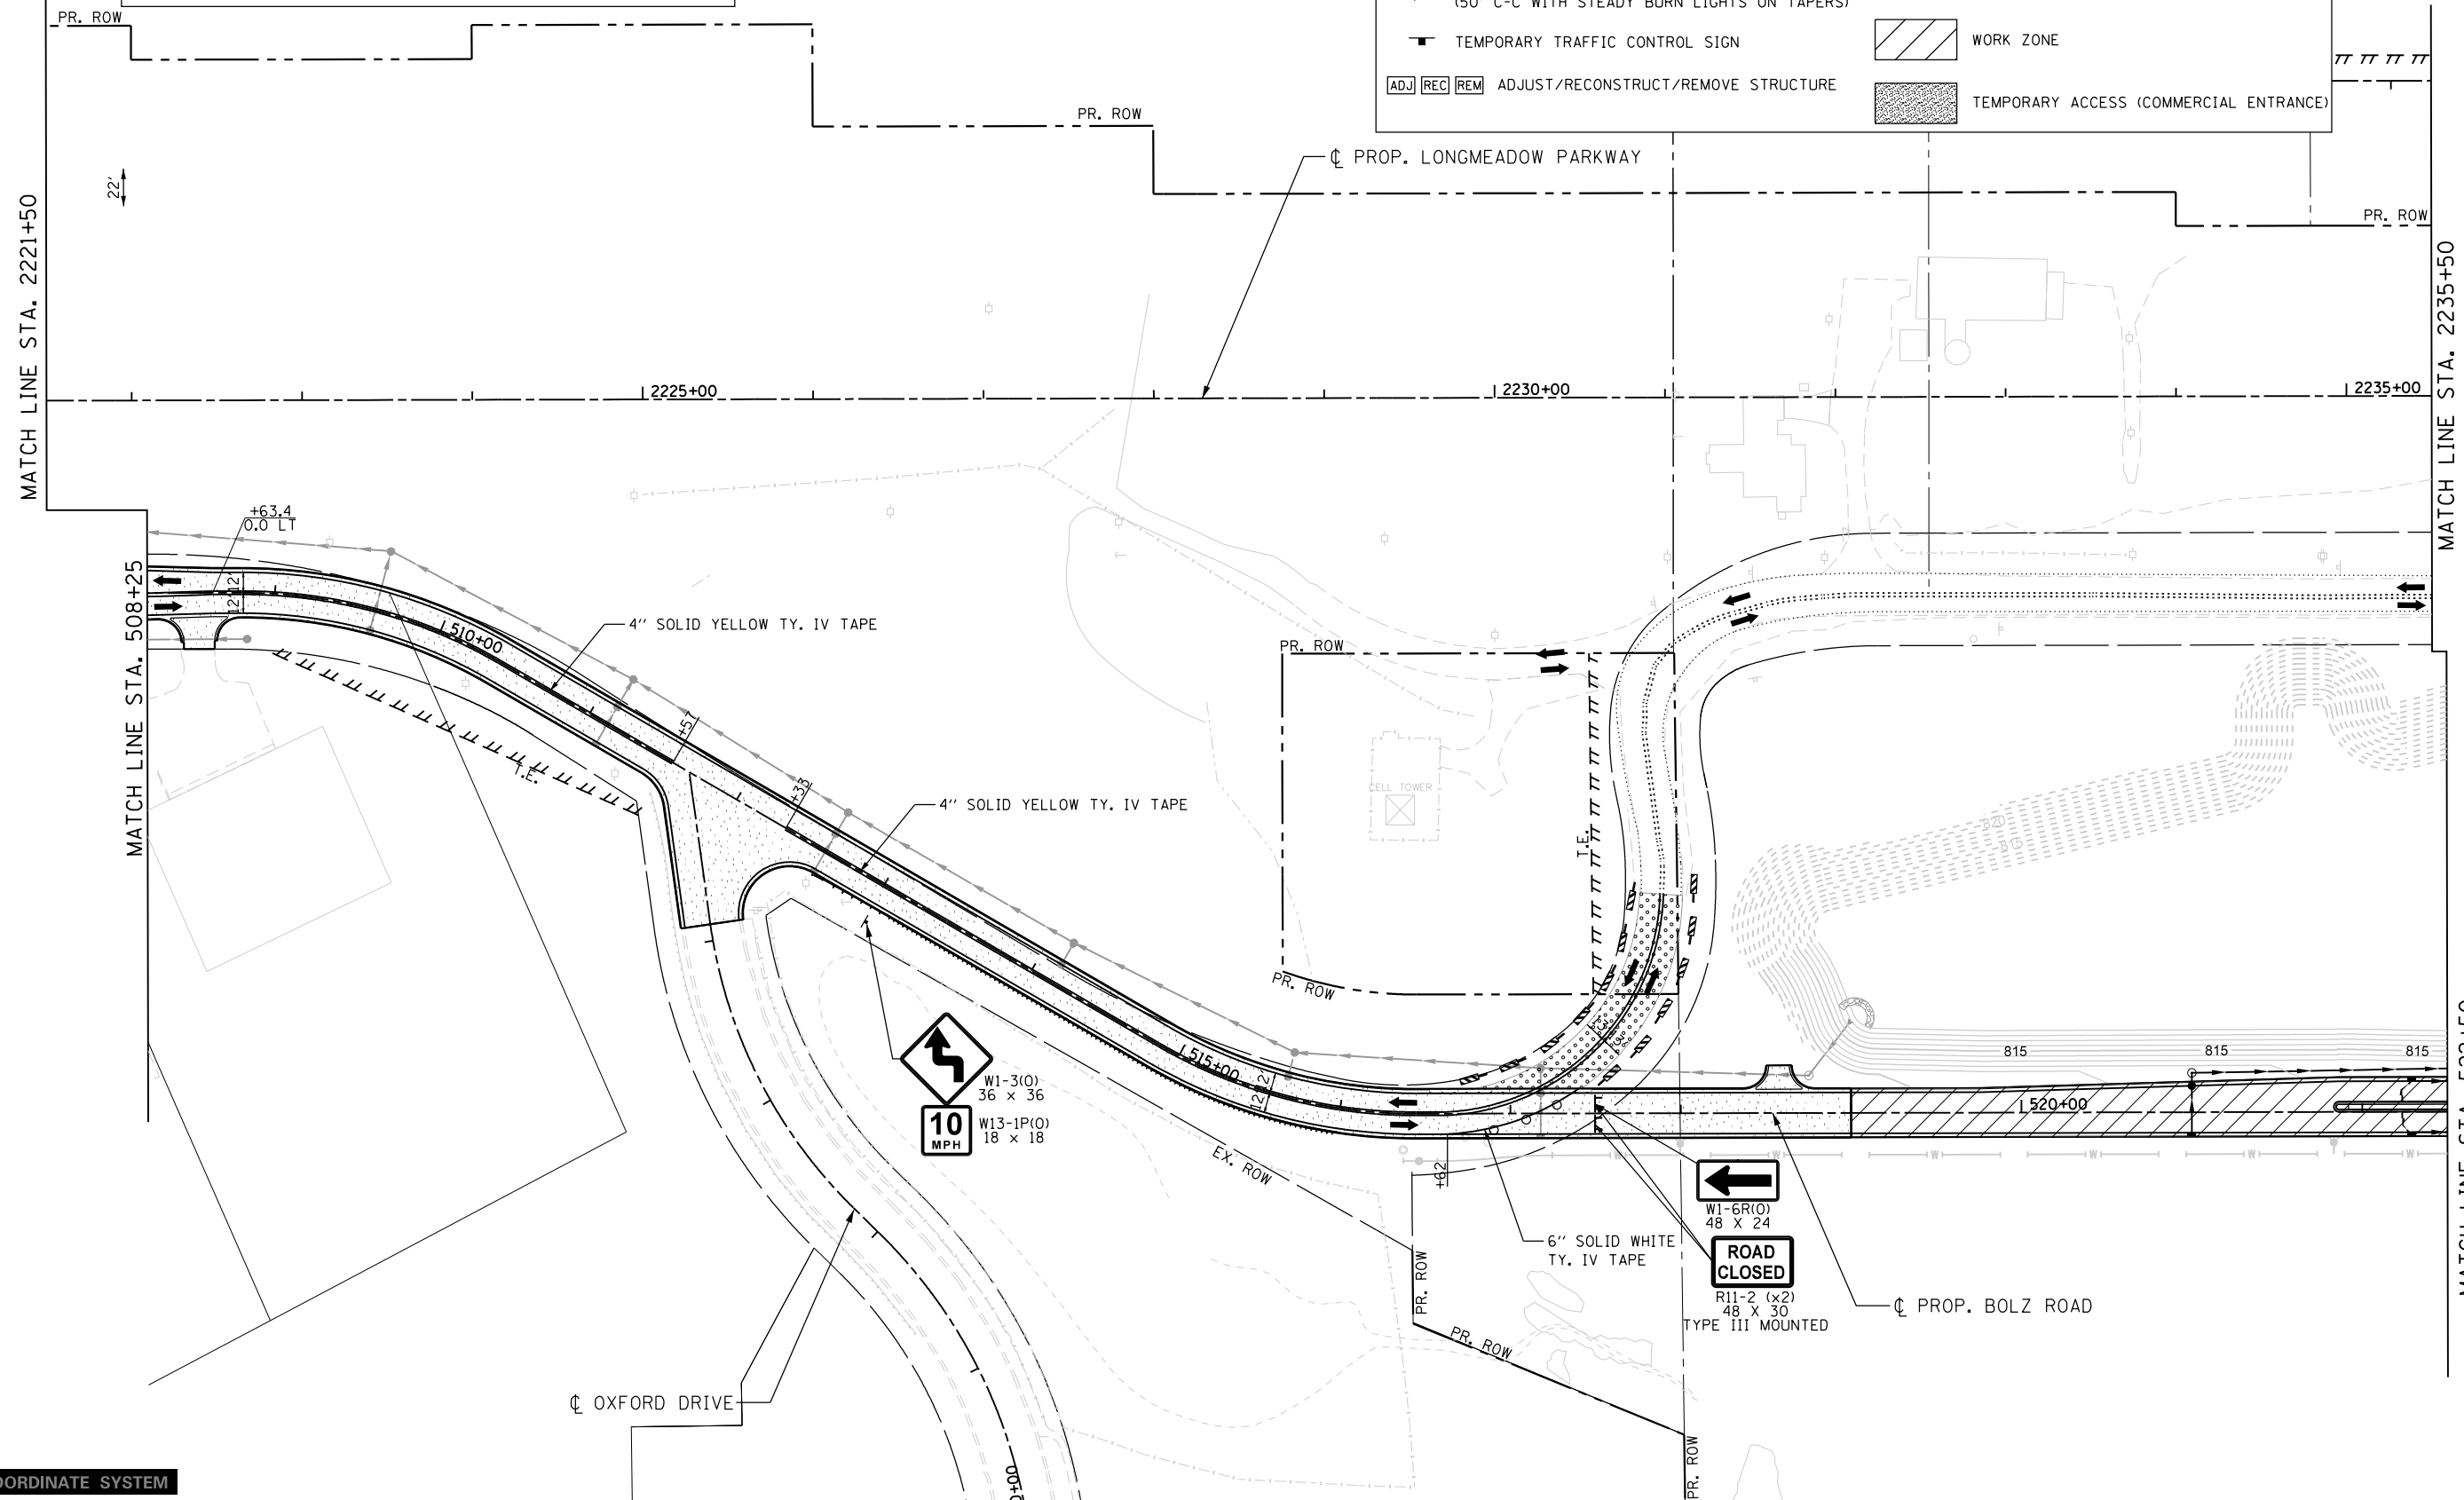 PR. ROW
(50' C-C WITH STEADY BURN LIGHTS ON TAPERS)
TEMPORARY TRAFFIC CONTROL SIGN
WORK ZONE
ADJ REC REM ADJUST/RECONSTRUCT/REMOVE STRUCTURE
TEMPORARY ACCESS (COMMERCIAL ENTRANCE)
PR. ROW
℄ PROP. LONGMEADOW PARKWAY
22'
PR. ROW
MATCH LINE STA. 2221+50
MATCH LINE STA. 2235+50
2225+00
2230+00
2235+00
+63.4
0.0 LT
MATCH LINE STA. 508+25
12'
12'
510+00
4'' SOLID YELLOW TY. IV TAPE
PR. ROW
+57
T.E.
+33
4'' SOLID YELLOW TY. IV TAPE
CELL TOWER
T.E.
820
815
PR. ROW
W1-3(O)
36 x 36
10
MPH
W13-1P(O)
18 x 18
515+00
12'
12'
815
815
815
520+00
EX. ROW
+62
W
W
W
W
W
W1-6R(O)
48 X 24
6'' SOLID WHITE
TY. IV TAPE
ROAD
CLOSED
R11-2 (x2)
48 X 30
TYPE III MOUNTED
℄ PROP. BOLZ ROAD
PR. ROW
PR. ROW
℄ OXFORD DRIVE
PR. ROW
COORDINATE SYSTEM